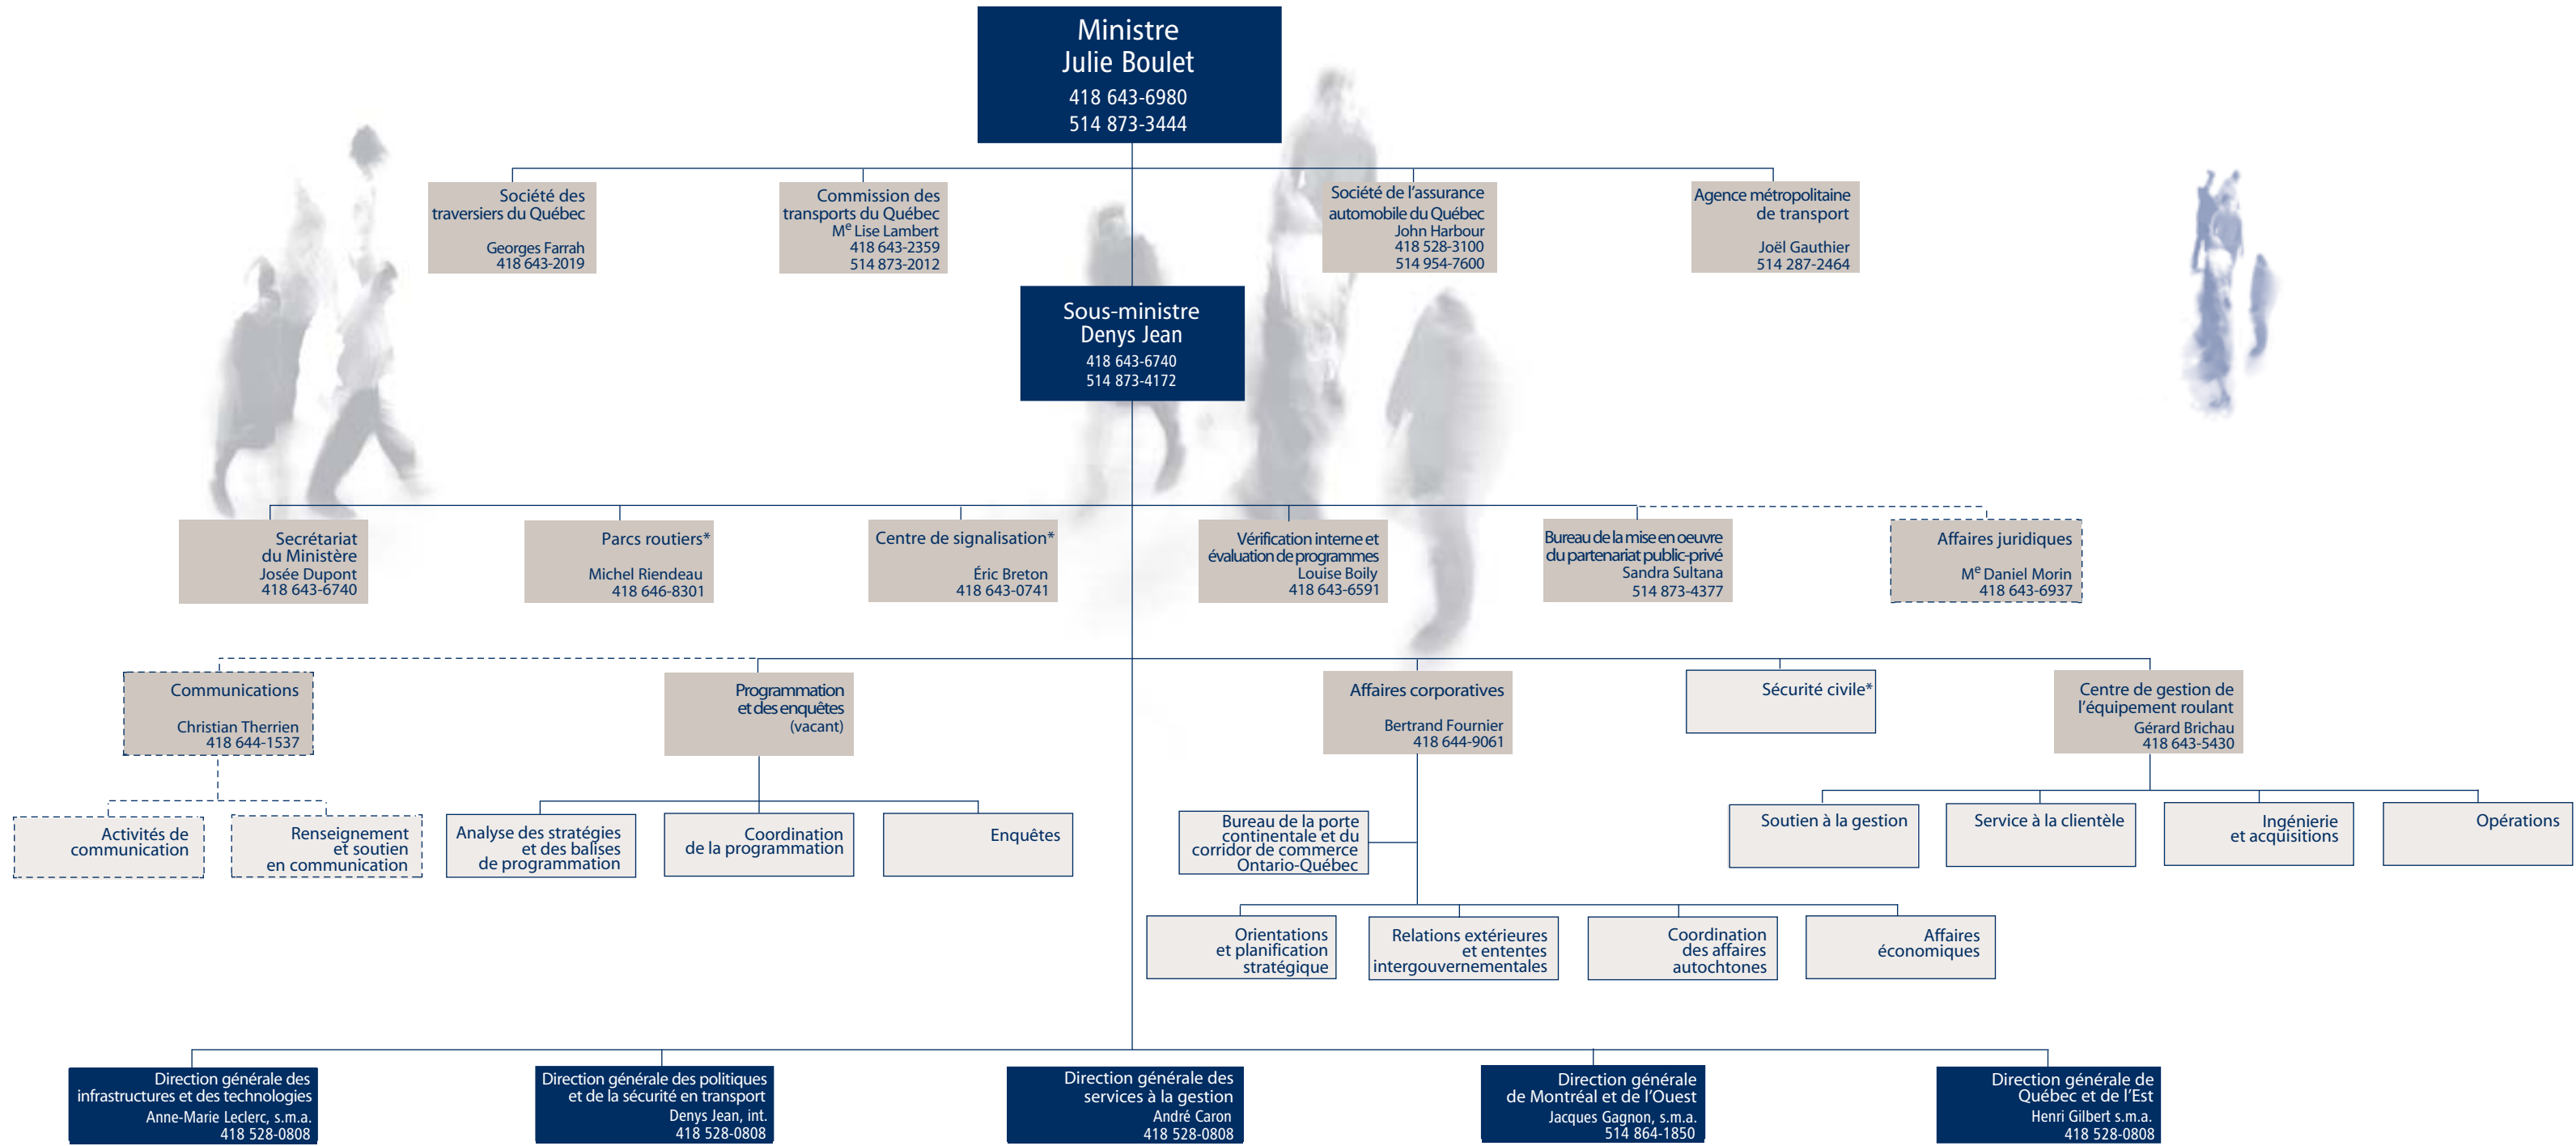 Ministre
Julie Boulet
418 643-6980
514 873-3444
Société des
traversiers du Québec
Georges Farrah
418 643-2019
Commission des
transports du Québec
Me Lise Lambert
418 643-2359
514 873-2012
Société de l'assurance
automobile du Québec
John Harbour
418 528-3100
514 954-7600
Agence métropolitaine
de transport
Joël Gauthier
514 287-2464
Sous-ministre
Denys Jean
418 643-6740
514 873-4172
Secrétariat
du Ministère
Josée Dupont
418 643-6740
Parcs routiers*
Michel Riendeau
418 646-8301
Centre de signalisation*
Éric Breton
418 643-0741
Vérification interne et
évaluation de programmes
Louise Boily
418 643-6591
Bureau de la mise en oeuvre
du partenariat public-privé
Sandra Sultana
514 873-4377
Affaires juridiques
Me Daniel Morin
418 643-6937
Communications
Christian Therrien
418 644-1537
Programmation
et des enquêtes
(vacant)
Affaires corporatives
Bertrand Fournier
418 644-9061
Sécurité civile*
Centre de gestion de
l'équipement roulant
Gérard Brichau
418 643-5430
Activités de
communication
Renseignement
et soutien
en communication
Analyse des stratégies
et des balises
de programmation
Coordination
de la programmation
Enquêtes
Bureau de la porte
continentale et du
corridor de commerce
Ontario-Québec
Soutien à la gestion
Service à la clientèle
Ingénierie
et acquisitions
Opérations
Orientations
et planification
stratégique
Relations extérieures
et ententes
intergouvernementales
Coordination
des affaires
autochtones
Affaires
économiques
Direction générale des
infrastructures et des technologies
Anne-Marie Leclerc, s.m.a.
418 528-0808
Direction générale des politiques
et de la sécurité en transport
Denys Jean, int.
418 528-0808
Direction générale des
services à la gestion
André Caron
418 528-0808
Direction générale
de Montréal et de l'Ouest
Jacques Gagnon, s.m.a.
514 864-1850
Direction générale de
Québec et de l'Est
Henri Gilbert s.m.a.
418 528-0808